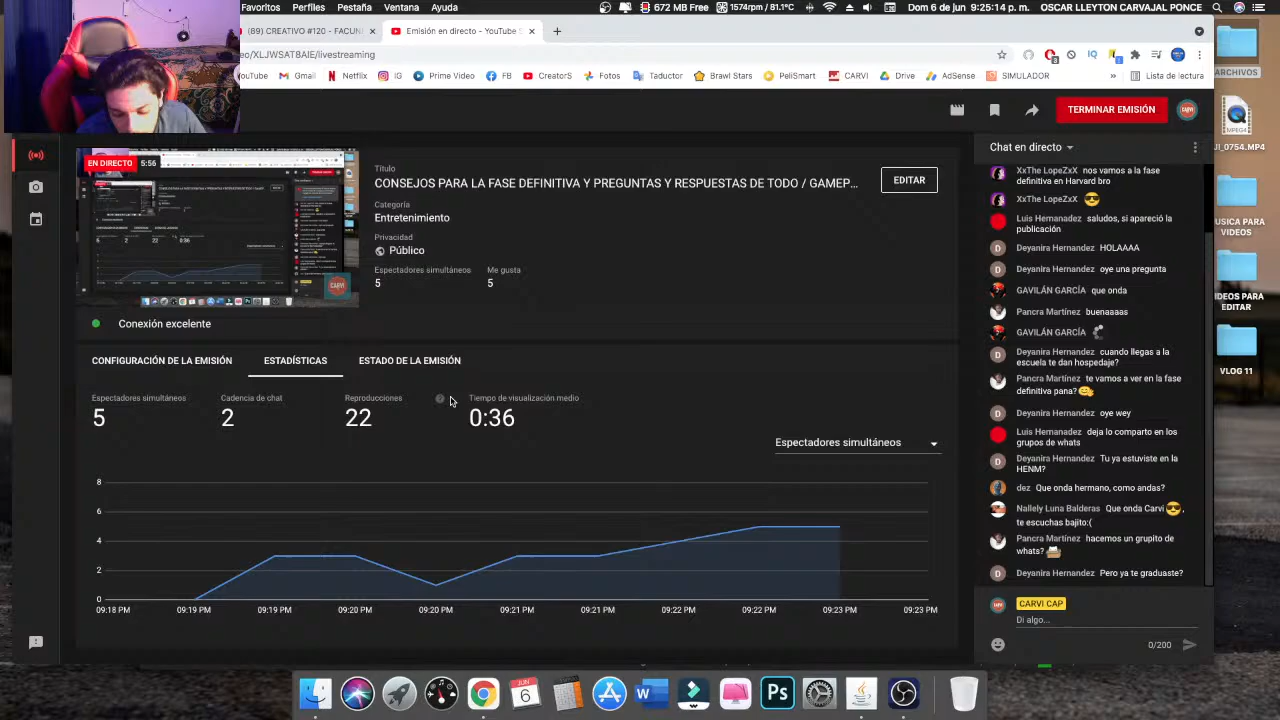 Favoritos Perfiles Pestaña Ventana Ayuda
672 MB Free 1574rpm / 81.1°C Dom 6 de jun 9:25:14 p. m. OSCAR LLEYTON CARVAJAL PONCE
(89) CREATIVO #120 - FACUN
Emisión en directo - YouTube S
eo/XLJWSAT8AIE/livestreaming
YouTube Gmail Netflix IG Prime Video FB CreatorS Fotos Taductor Brawl Stars PeliSmart CARVI Drive AdSense SIMULADOR » Lista de lectura
ARCHIVOS
TERMINAR EMISIÓN
CARVI
MPEG4
JI_0754.MP4
EN DIRECTO 5:56
Título
CONSEJOS PARA LA FASE DEFINITIVA Y PREGUNTAS Y RESPUESTAS DE TODO ¿GAME?
EDITAR
Categoría
Entretenimiento
Privacidad
Público
Espectadores simultáneos
5
Me gusta
5
CARVI
Conexión excelente
CONFIGURACIÓN DE LA EMISIÓN
ESTADÍSTICAS
ESTADO DE LA EMISIÓN
Espectadores simultáneos
5
Cadencia de chat
2
Reproducciones
22
Tiempo de visualización medio
0:36
Espectadores simultáneos
8
6
4
2
0
09:18 PM 09:19 PM 09:19 PM 09:20 PM 09:20 PM 09:21 PM 09:21 PM 09:22 PM 09:22 PM 09:23 PM 09:23 PM
Chat en directo
XxThe LopeZxX nos vamos a la fase
definitiva en Harvard bro
XxThe LopeZxX 😎
Luis Hernandez saludos, si apareció la
publicación
D Deyanira Hernandez HOLAAAA
D Deyanira Hernandez oye una pregunta
GAVILÁN GARCÍA que onda
Pancra Martínez buenaaaas
GAVILÁN GARCÍA
D Deyanira Hernandez cuando llegas a la
escuela te dan hospedaje?
Pancra Martínez te vamos a ver en la fase
definitiva pana?
D Deyanira Hernandez oye wey
Luis Hernanadez deja lo comparto en los
grupos de whats
D Deyanira Hernandez Tu ya estuviste en la
HENM?
dez Que onda hermano, como andas?
Nallely Luna Balderas Que onda Carvi 😎,
te escuchas bajito:(
Pancra Martínez hacemos un grupito de
whats?
D Deyanira Hernandez Pero ya te graduaste?
CARVI CAP
Di algo...
0/200
MUSICA PARA
VIDEOS
IDEOS PARA
EDITAR
VLOG 11
JUN
6
W
Ps